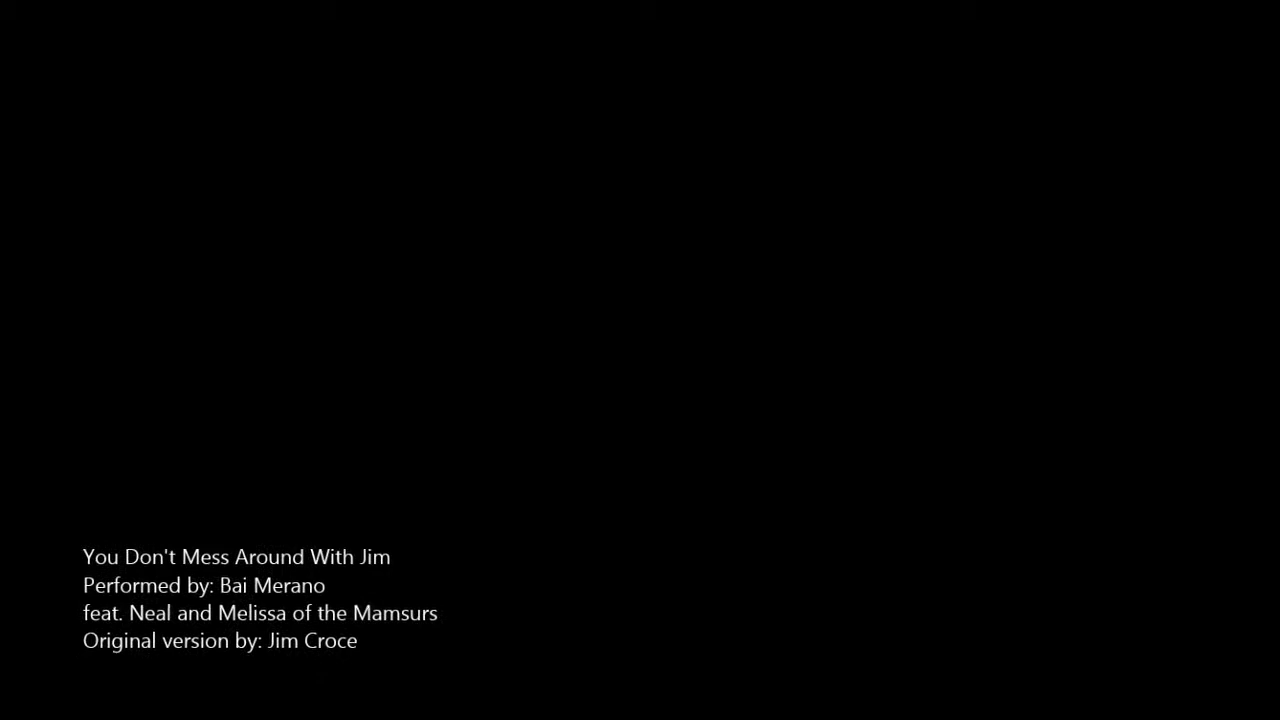 You Don't Mess Around With Jim
Performed by: Bai Merano
feat. Neal and Melissa of the Mamsurs
Original version by: Jim Croce